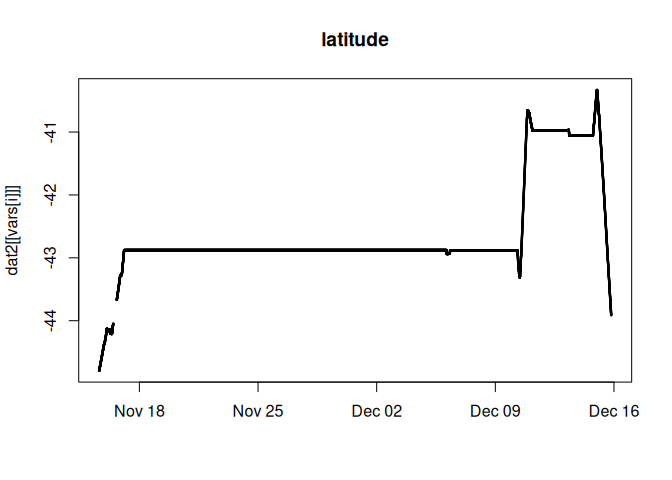 latitude
dat2[[vars[i]]]
-41
-42
-43
-44
Nov 18
Nov 25
Dec 02
Dec 09
Dec 16